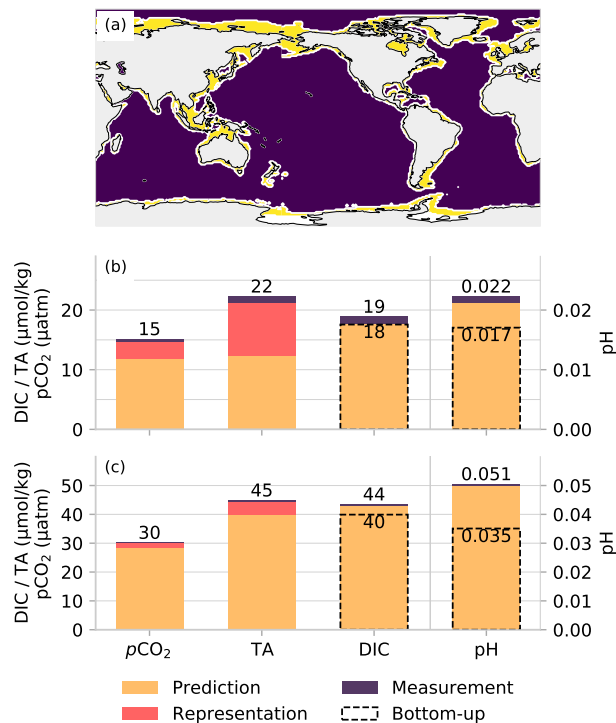 (a)
(b)
DIC / TA (μmol/kg)
pCO₂ (μatm)
20
10
0
15
22
19
18
0.022
0.017
0.02
0.01
0.00
pH
(c)
DIC / TA (μmol/kg)
pCO₂ (μatm)
50
40
30
20
10
0
30
45
44
40
0.051
0.035
0.05
0.04
0.03
0.02
0.01
0.00
pH
pCO₂ TA DIC pH
Prediction Measurement
Representation Bottom-up